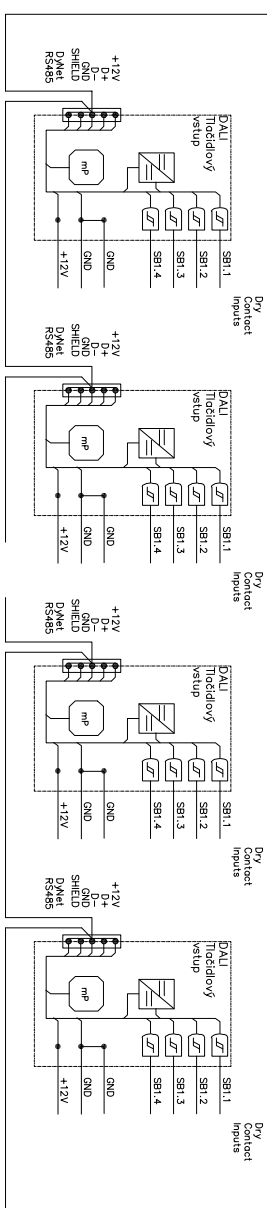 Dry
Contact
Inputs
DALI
Tlačidlový
vstup
SB1.1
SB1.2
SB1.3
SB1.4
+12V
D+
D-
GND
SHIELD
DyNet
RS485
mP
GND
GND
+12V
Dry
Contact
Inputs
DALI
Tlačidlový
vstup
SB1.1
SB1.2
SB1.3
SB1.4
+12V
D+
D-
GND
SHIELD
DyNet
RS485
mP
GND
GND
+12V
Dry
Contact
Inputs
DALI
Tlačidlový
vstup
SB1.1
SB1.2
SB1.3
SB1.4
+12V
D+
D-
GND
SHIELD
DyNet
RS485
mP
GND
GND
+12V
Dry
Contact
Inputs
DALI
Tlačidlový
vstup
SB1.1
SB1.2
SB1.3
SB1.4
+12V
D+
D-
GND
SHIELD
DyNet
RS485
mP
GND
GND
+12V